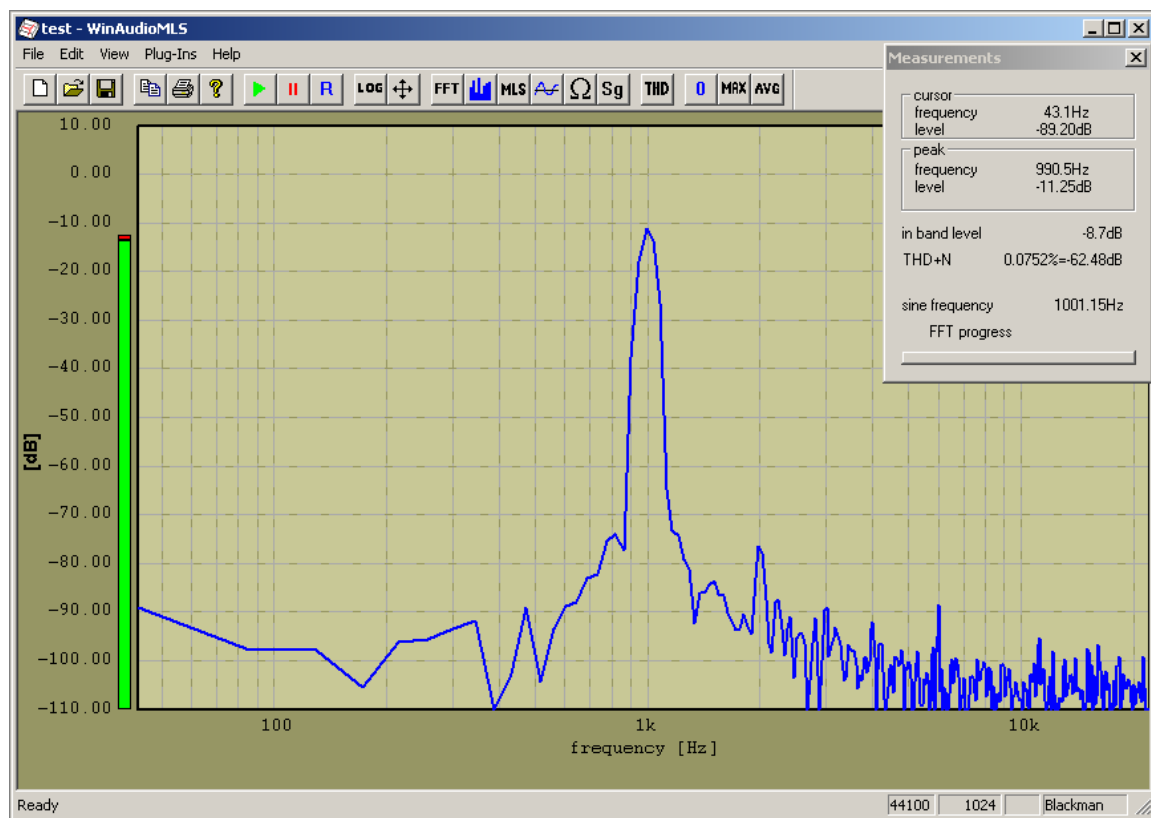 test - WinAudioMLS
File Edit View Plug-Ins Help
R LOG FFT MLS Ω Sg THD 0 MAX AVG
Measurements
cursor
frequency 43.1Hz
level -89.20dB
peak
frequency 990.5Hz
level -11.25dB
in band level -8.7dB
THD+N 0.0752%=-62.48dB
sine frequency 1001.15Hz
FFT progress
10.00
0.00
-10.00
-20.00
-30.00
-40.00
-50.00
[dB]
-60.00
-70.00
-80.00
-90.00
-100.00
-110.00
100 1k 10k
frequency [Hz]
Ready 44100 1024 Blackman